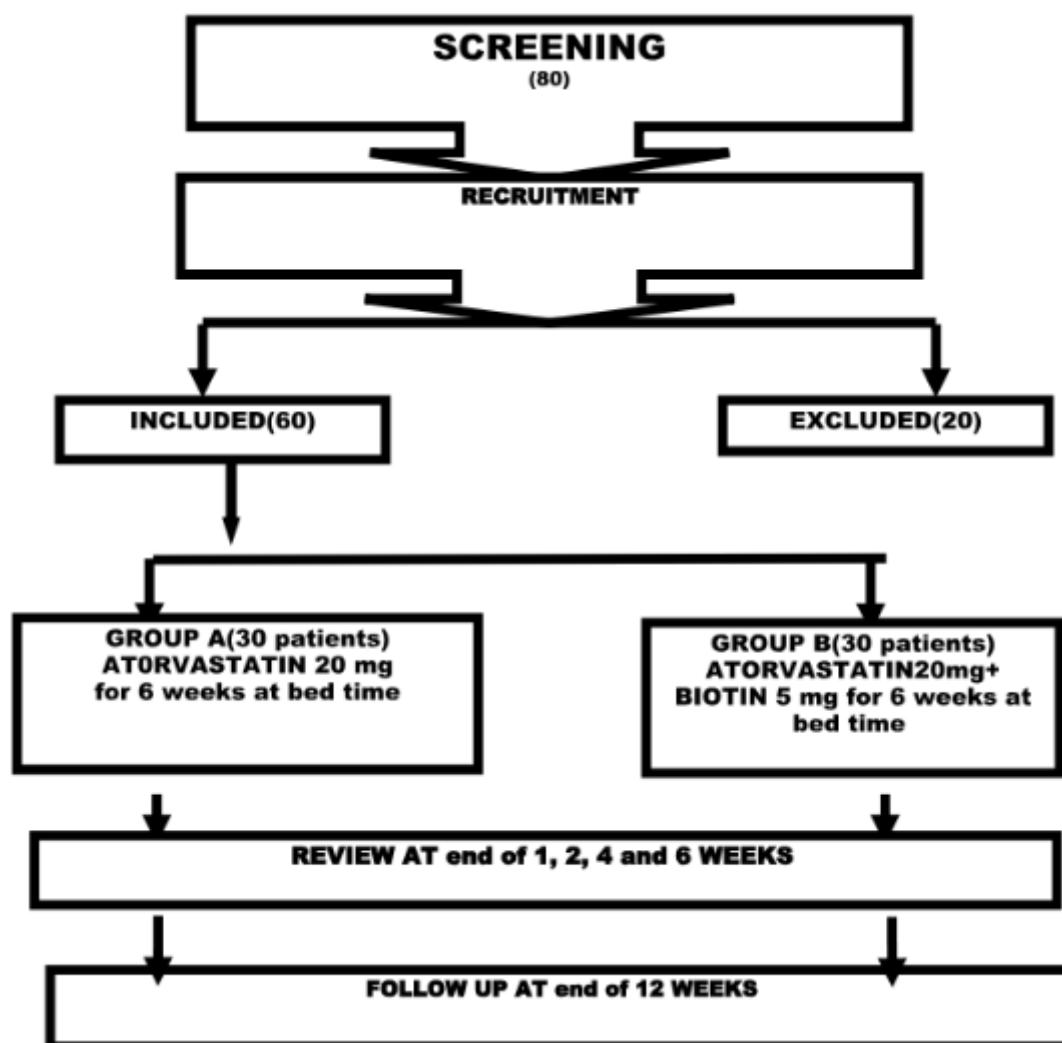 SCREENING
(80)
RECRUITMENT
INCLUDED(60)
EXCLUDED(20)
GROUP A(30 patients)
AT0RVASTATIN 20 mg
for 6 weeks at bed time
GROUP B(30 patients)
ATORVASTATIN20mg+
BIOTIN 5 mg for 6 weeks at
bed time
REVIEW AT end of 1, 2, 4 and 6 WEEKS
FOLLOW UP AT end of 12 WEEKS